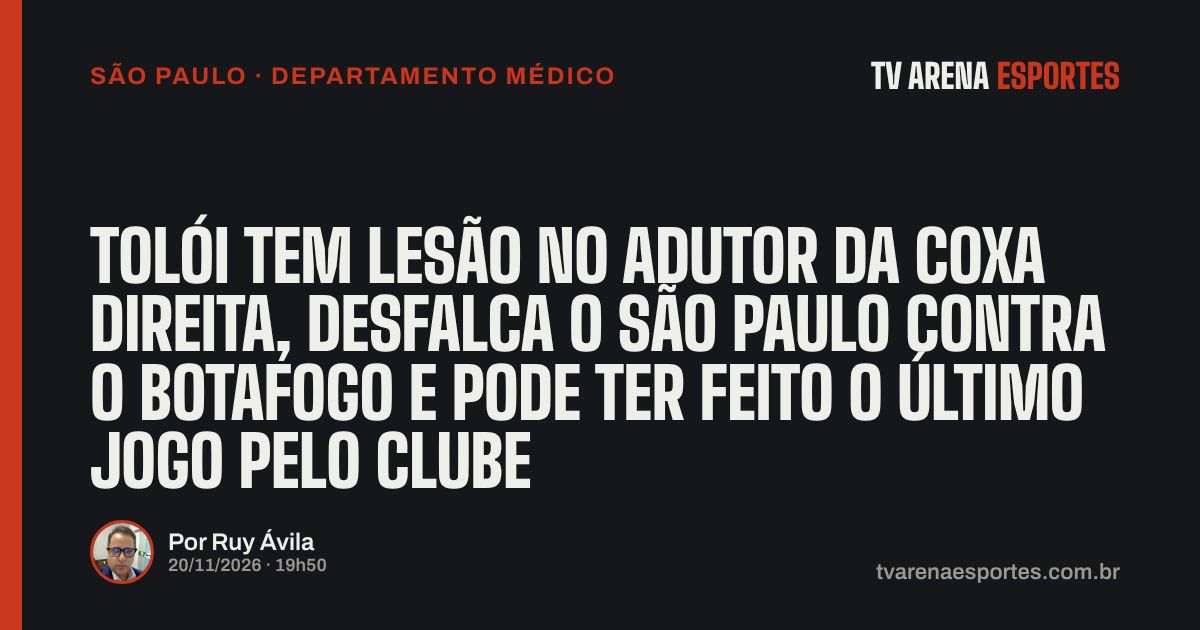 SÃO PAULO · DEPARTAMENTO MÉDICO
TV ARENA ESPORTES
TOLÓI TEM LESÃO NO ADUTOR DA COXA
DIREITA, DESFALCA O SÃO PAULO CONTRA
O BOTAFOGO E PODE TER FEITO O ÚLTIMO
JOGO PELO CLUBE
Por Ruy Ávila
20/11/2026 · 19h50
tvarenaesportes.com.br